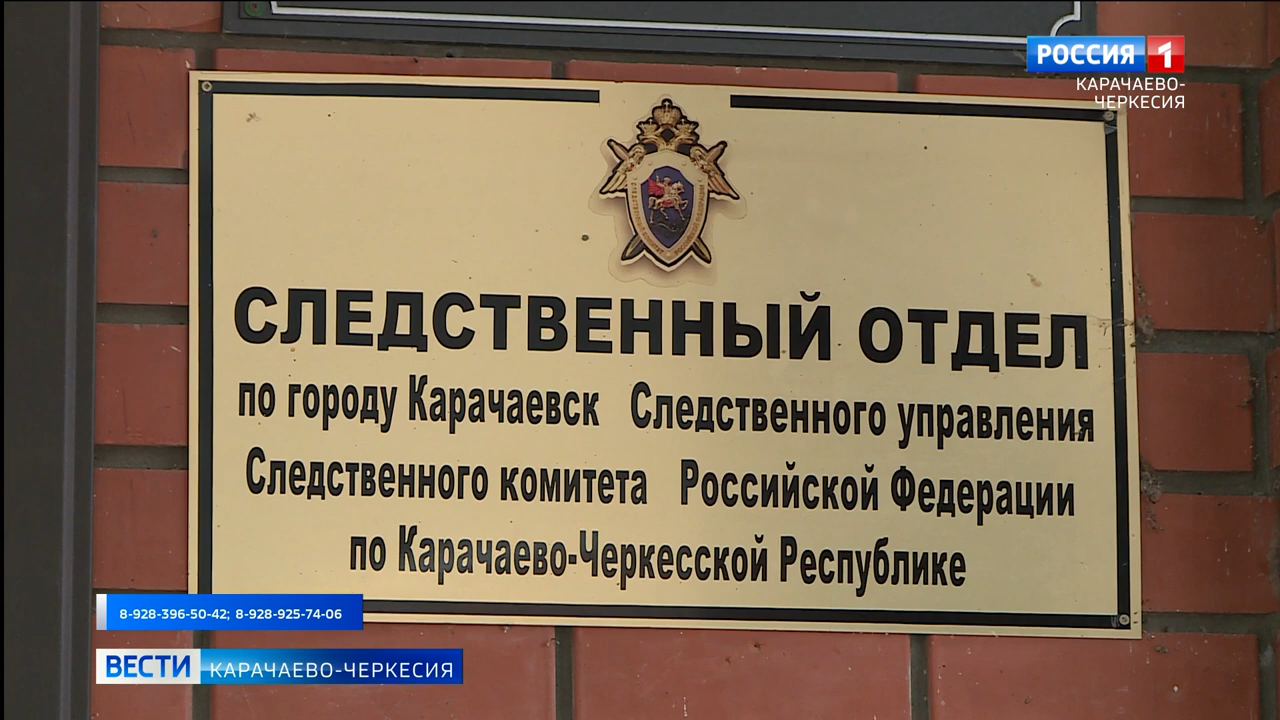 РОССИЯ 1
КАРАЧАЕВО-
ЧЕРКЕСИЯ
СЛЕДСТВЕННЫЙ ОТДЕЛ
по городу Карачаевск Следственного управления
Следственного комитета Российской Федерации
по Карачаево-Черкесской Республике
8-928-396-50-42; 8-928-925-74-06
ВЕСТИ КАРАЧАЕВО-ЧЕРКЕСИЯ